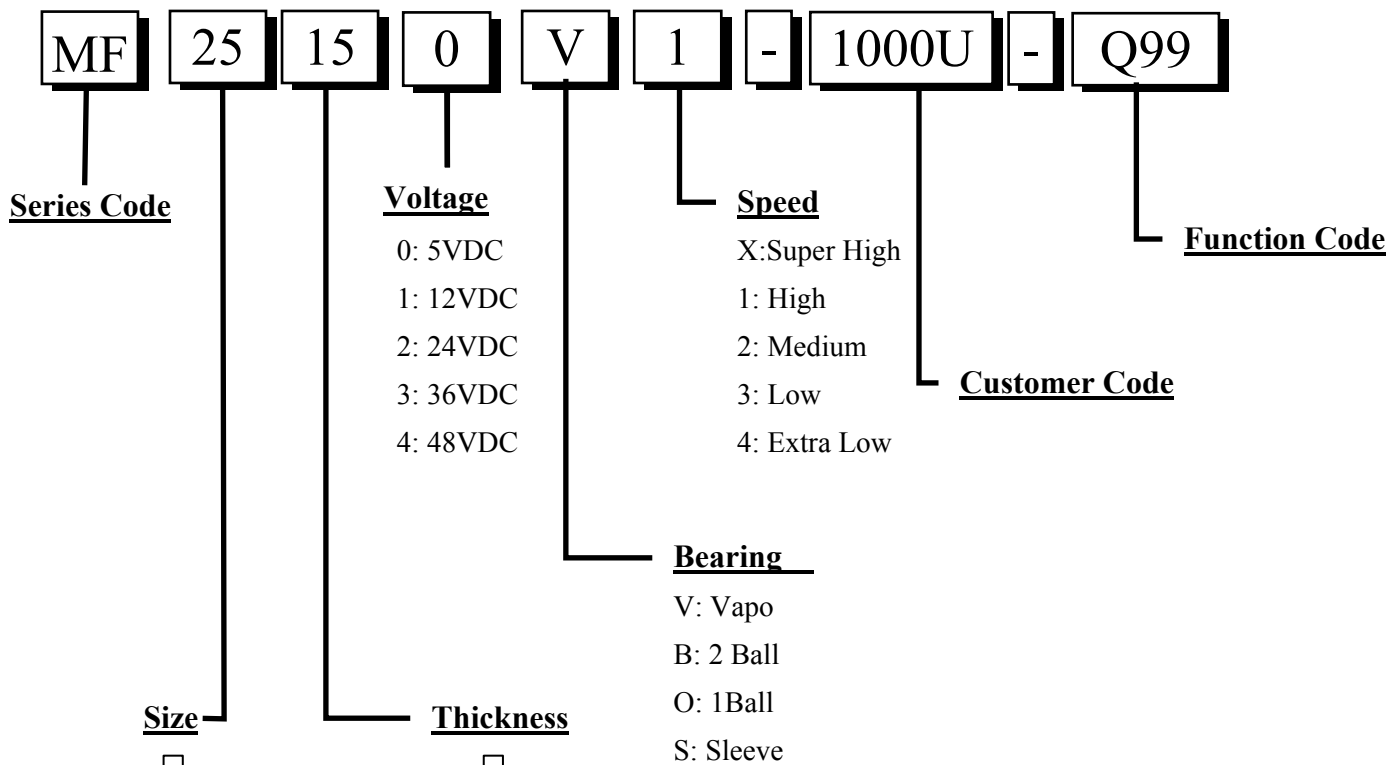 MF 25 15 0 V 1 - 1000U - Q99
Series Code
Voltage
0: 5VDC
1: 12VDC
2: 24VDC
3: 36VDC
4: 48VDC
Speed
X:Super High
1: High
2: Medium
3: Low
4: Extra Low
Function Code
Customer Code
Bearing
V: Vapo
B: 2 Ball
O: 1Ball
S: Sleeve
Size
Thickness